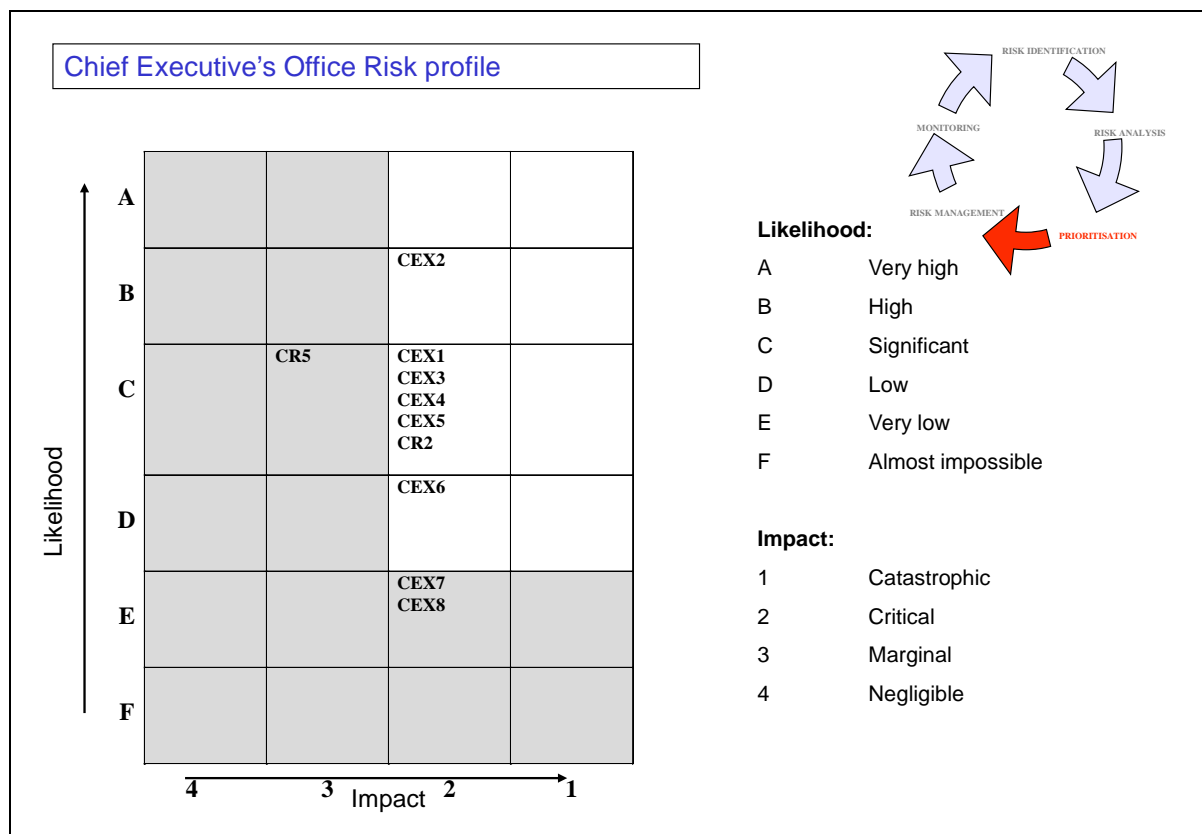 Chief Executive's Office Risk profile
RISK IDENTIFICATION
MONITORING
RISK ANALYSIS
RISK MANAGEMENT
PRIORITISATION
A
B
CEX2
C
CR5
CEX1
CEX3
CEX4
CEX5
CR2
D
CEX6
E
CEX7
CEX8
F
Likelihood
4
3
2
1
Impact
Likelihood:
A Very high
B High
C Significant
D Low
E Very low
F Almost impossible
Impact:
1 Catastrophic
2 Critical
3 Marginal
4 Negligible